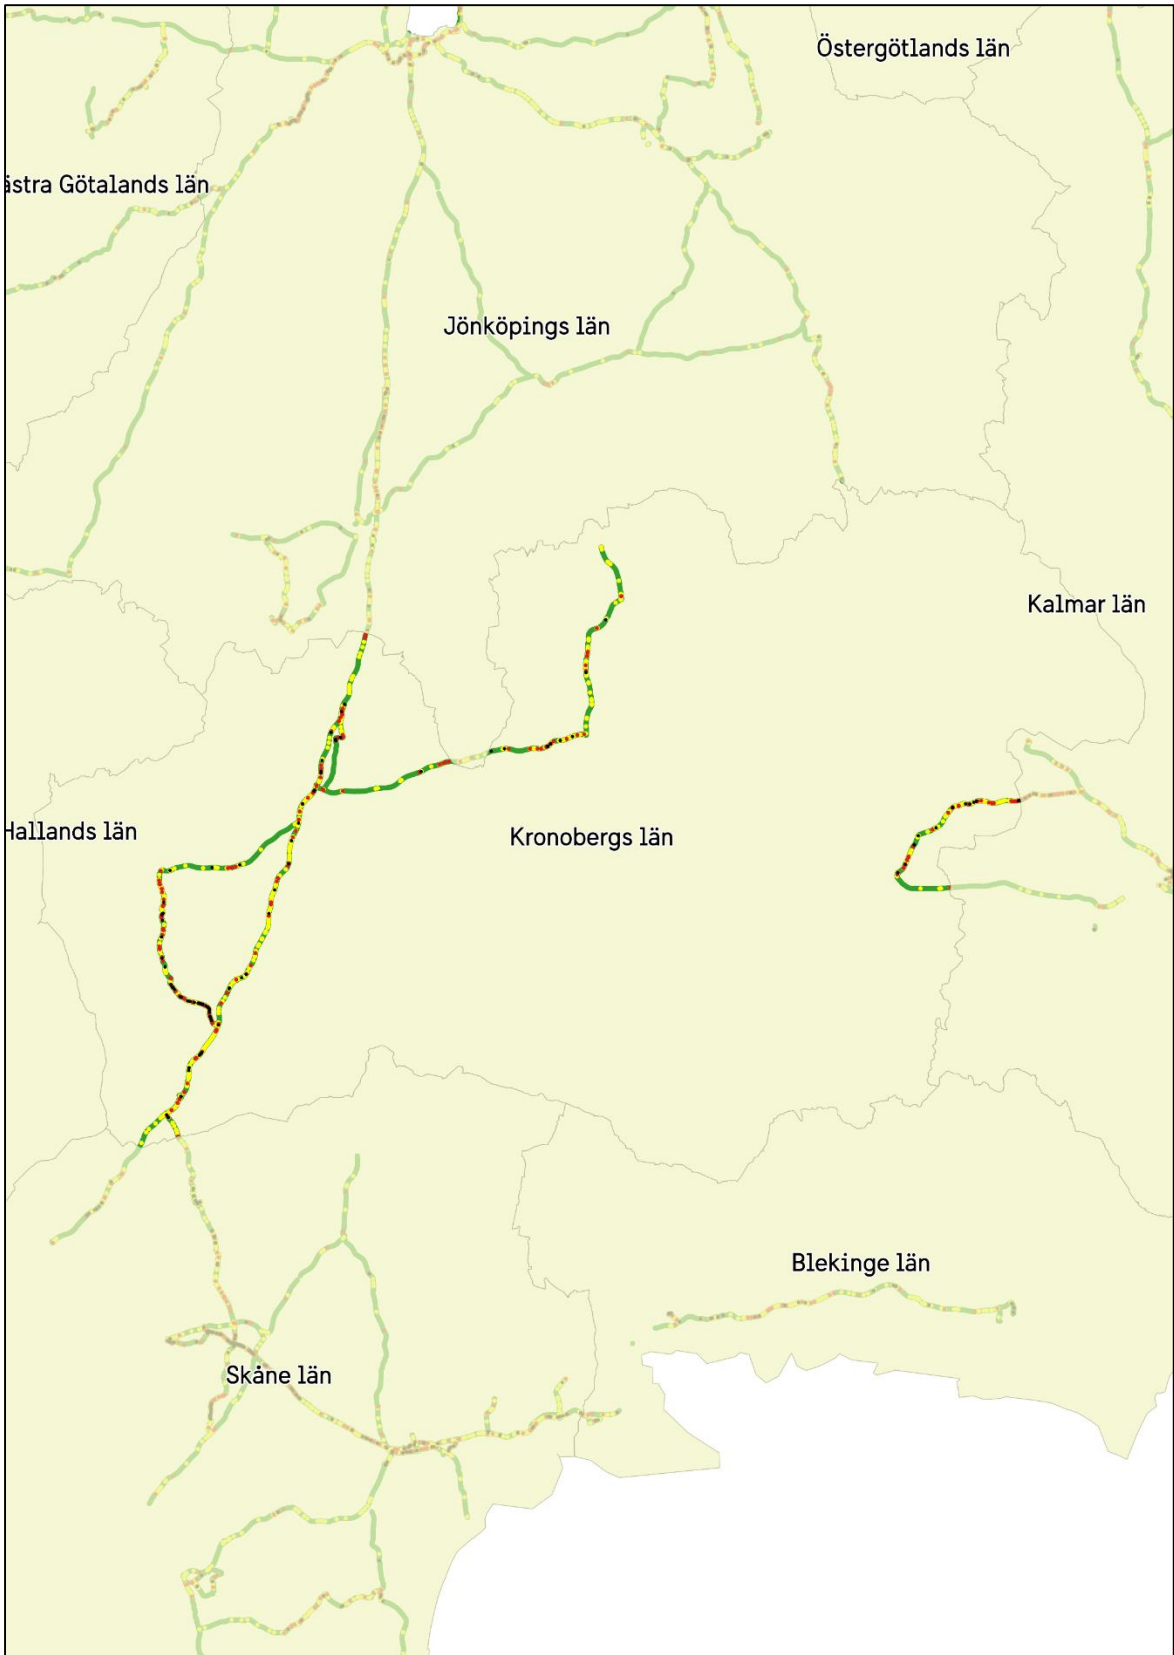 Östergötlands län
ästra Götalands län
Jönköpings län
Kalmar län
Hallands län
Kronobergs län
Blekinge län
Skåne län